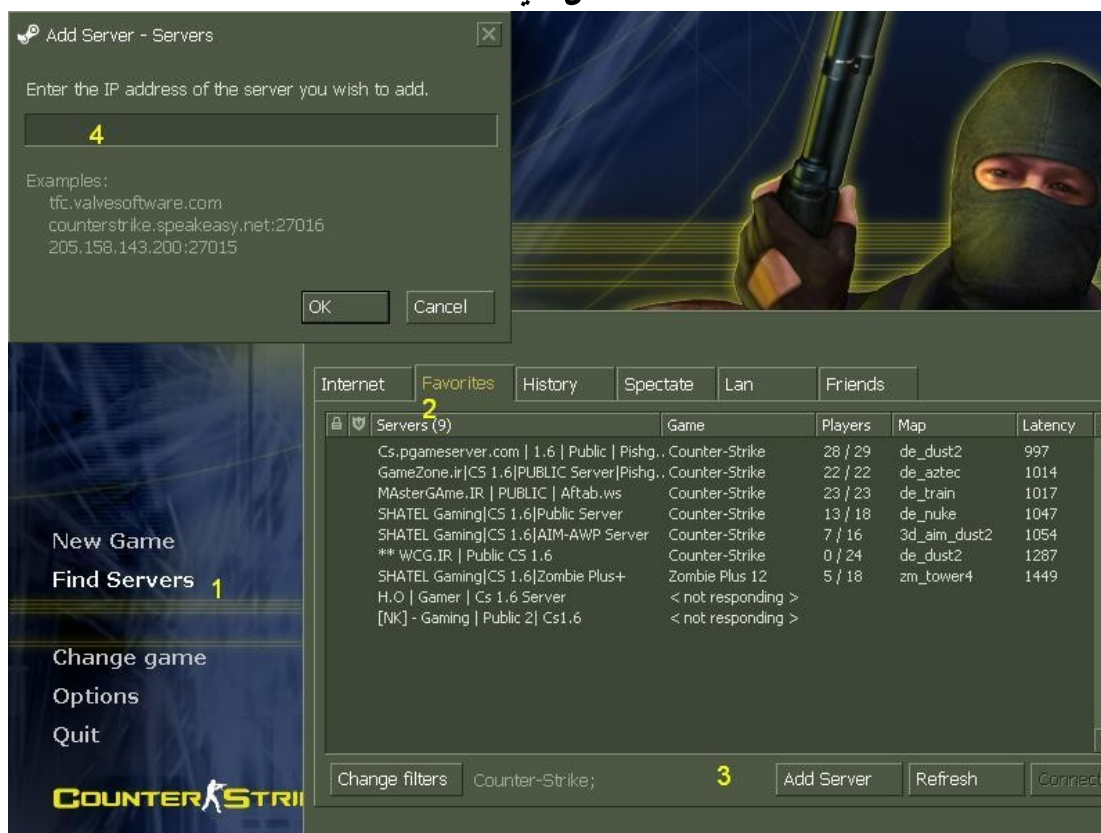 Add Server - Servers
Enter the IP address of the server you wish to add.
4
Examples:
tfc.valvesoftware.com
counterstrike.speakeasy.net:27016
205.158.143.200:27015
OK Cancel
Internet Favorites History Spectate Lan Friends
2
Servers (9) Game Players Map Latency
Cs.pgameserver.com | 1.6 | Public | Pishg.. Counter-Strike 28 / 29 de_dust2 997
GameZone.ir|CS 1.6|PUBLIC Server|Pishg.. Counter-Strike 22 / 22 de_aztec 1014
MAsterGAme.IR | PUBLIC | Aftab.ws Counter-Strike 23 / 23 de_train 1017
SHATEL Gaming|CS 1.6|Public Server Counter-Strike 13 / 18 de_nuke 1047
SHATEL Gaming|CS 1.6|AIM-AWP Server Counter-Strike 7 / 16 3d_aim_dust2 1054
** WCG.IR | Public CS 1.6 Counter-Strike 0 / 24 de_dust2 1287
SHATEL Gaming|CS 1.6|Zombie Plus+ Zombie Plus 12 5 / 18 zm_tower4 1449
H.O | Gamer | Cs 1.6 Server < not responding >
[NK] - Gaming | Public 2| Cs1.6 < not responding >
New Game
Find Servers 1
Change game
Options
Quit
Change filters Counter-Strike; 3 Add Server Refresh Connect
COUNTER STRI